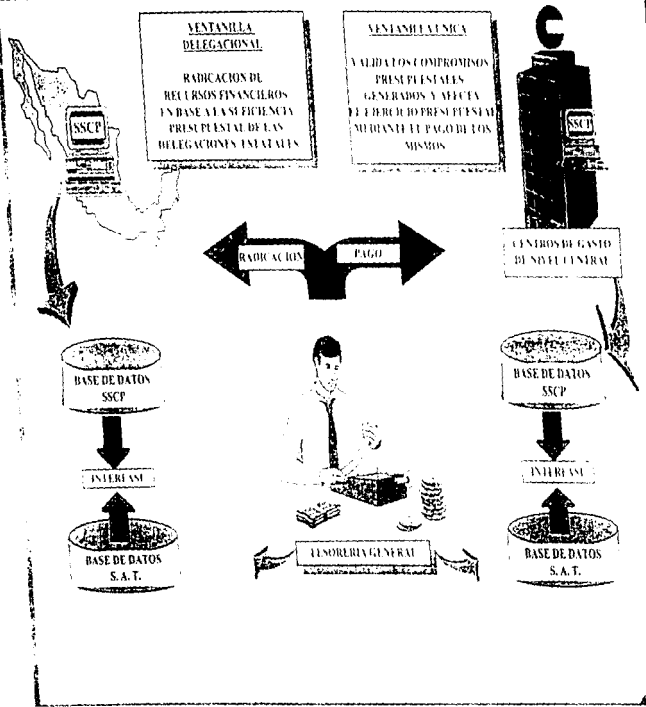 VENTANILLA
DELEGACIONAL
RADICACION DE
RECURSOS FINANCIEROS
EN BASE A LA SUFICIENCIA
PRESUPUESTAL DE LAS
DELEGACIONES ESTATALES
VENTANILLA UNICA
VALIDA LOS COMPROMISOS
PRESUPUESTALES
GENERADOS Y AFECTA
EL EJERCICIO PRESUPUESTAL
MEDIANTE EL PAGO DE LOS
MISMOS
SSCP
C
SSCP
RADICACION
PAGO
CENTROS DE GASTO
DE NIVEL CENTRAL
BASE DE DATOS
SSCP
INTERFASE
BASE DE DATOS
S. A. T.
TESORERIA GENERAL
BASE DE DATOS
SSCP
INTERFASE
BASE DE DATOS
S. A. T.